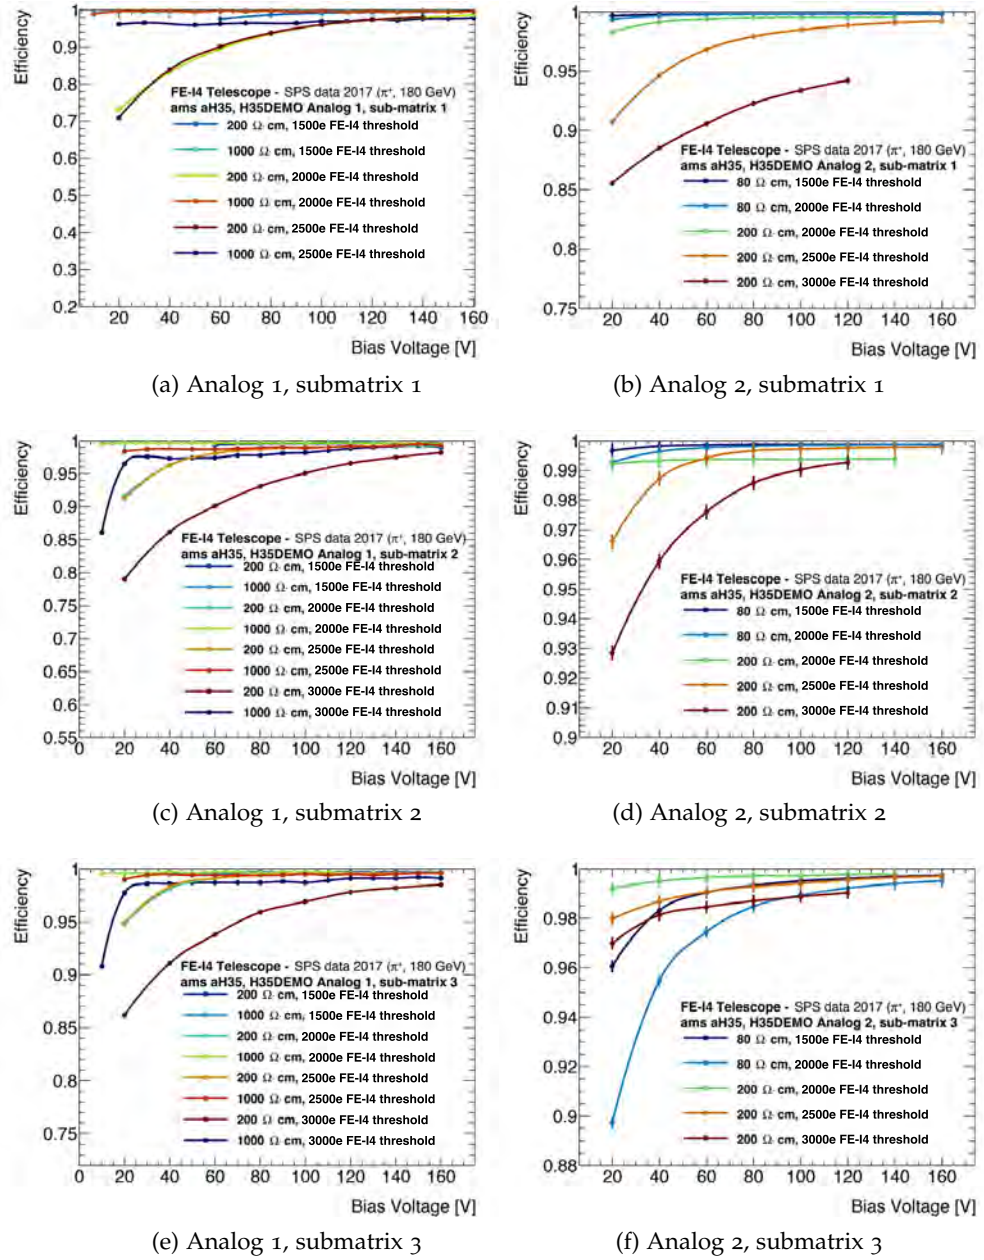 Efficiency
1
0.9
0.8
0.7
0.6
0.5
0.4
0.3
0.2
FE-I4 Telescope - SPS data 2017 (π⁺, 180 GeV)
ams aH35, H35DEMO Analog 1, sub-matrix 1
200 Ω·cm, 1500e FE-I4 threshold
1000 Ω·cm, 1500e FE-I4 threshold
200 Ω·cm, 2000e FE-I4 threshold
1000 Ω·cm, 2000e FE-I4 threshold
200 Ω·cm, 2500e FE-I4 threshold
1000 Ω·cm, 2500e FE-I4 threshold
20 40 60 80 100 120 140 160
Bias Voltage [V]
(a) Analog 1, submatrix 1
Efficiency
1
0.95
0.9
0.85
0.8
0.75
FE-I4 Telescope - SPS data 2017 (π⁺, 180 GeV)
ams aH35, H35DEMO Analog 2, sub-matrix 1
80 Ω·cm, 1500e FE-I4 threshold
80 Ω·cm, 2000e FE-I4 threshold
200 Ω·cm, 2000e FE-I4 threshold
200 Ω·cm, 2500e FE-I4 threshold
200 Ω·cm, 3000e FE-I4 threshold
20 40 60 80 100 120 140 160
Bias Voltage [V]
(b) Analog 2, submatrix 1
Efficiency
1
0.95
0.9
0.85
0.8
0.75
0.7
0.65
0.6
0.55
FE-I4 Telescope - SPS data 2017 (π⁺, 180 GeV)
ams aH35, H35DEMO Analog 1, sub-matrix 2
200 Ω·cm, 1500e FE-I4 threshold
1000 Ω·cm, 1500e FE-I4 threshold
200 Ω·cm, 2000e FE-I4 threshold
1000 Ω·cm, 2000e FE-I4 threshold
200 Ω·cm, 2500e FE-I4 threshold
1000 Ω·cm, 2500e FE-I4 threshold
200 Ω·cm, 3000e FE-I4 threshold
1000 Ω·cm, 3000e FE-I4 threshold
0 20 40 60 80 100 120 140 160
Bias Voltage [V]
(c) Analog 1, submatrix 2
Efficiency
1
0.99
0.98
0.97
0.96
0.95
0.94
0.93
0.92
0.91
0.9
FE-I4 Telescope - SPS data 2017 (π⁺, 180 GeV)
ams aH35, H35DEMO Analog 2, sub-matrix 2
80 Ω·cm, 1500e FE-I4 threshold
80 Ω·cm, 2000e FE-I4 threshold
200 Ω·cm, 2000e FE-I4 threshold
200 Ω·cm, 2500e FE-I4 threshold
200 Ω·cm, 3000e FE-I4 threshold
20 40 60 80 100 120 140 160
Bias Voltage [V]
(d) Analog 2, submatrix 2
Efficiency
1
0.95
0.9
0.85
0.8
0.75
FE-I4 Telescope - SPS data 2017 (π⁺, 180 GeV)
ams aH35, H35DEMO Analog 1, sub-matrix 3
200 Ω·cm, 1500e FE-I4 threshold
1000 Ω·cm, 1500e FE-I4 threshold
200 Ω·cm, 2000e FE-I4 threshold
1000 Ω·cm, 2000e FE-I4 threshold
200 Ω·cm, 2500e FE-I4 threshold
1000 Ω·cm, 2500e FE-I4 threshold
200 Ω·cm, 3000e FE-I4 threshold
1000 Ω·cm, 3000e FE-I4 threshold
0 20 40 60 80 100 120 140 160
Bias Voltage [V]
(e) Analog 1, submatrix 3
Efficiency
1
0.98
0.96
0.94
0.92
0.9
0.88
FE-I4 Telescope - SPS data 2017 (π⁺, 180 GeV)
ams aH35, H35DEMO Analog 2, sub-matrix 3
80 Ω·cm, 1500e FE-I4 threshold
80 Ω·cm, 2000e FE-I4 threshold
200 Ω·cm, 2000e FE-I4 threshold
200 Ω·cm, 2500e FE-I4 threshold
200 Ω·cm, 3000e FE-I4 threshold
20 40 60 80 100 120 140 160
Bias Voltage [V]
(f) Analog 2, submatrix 3